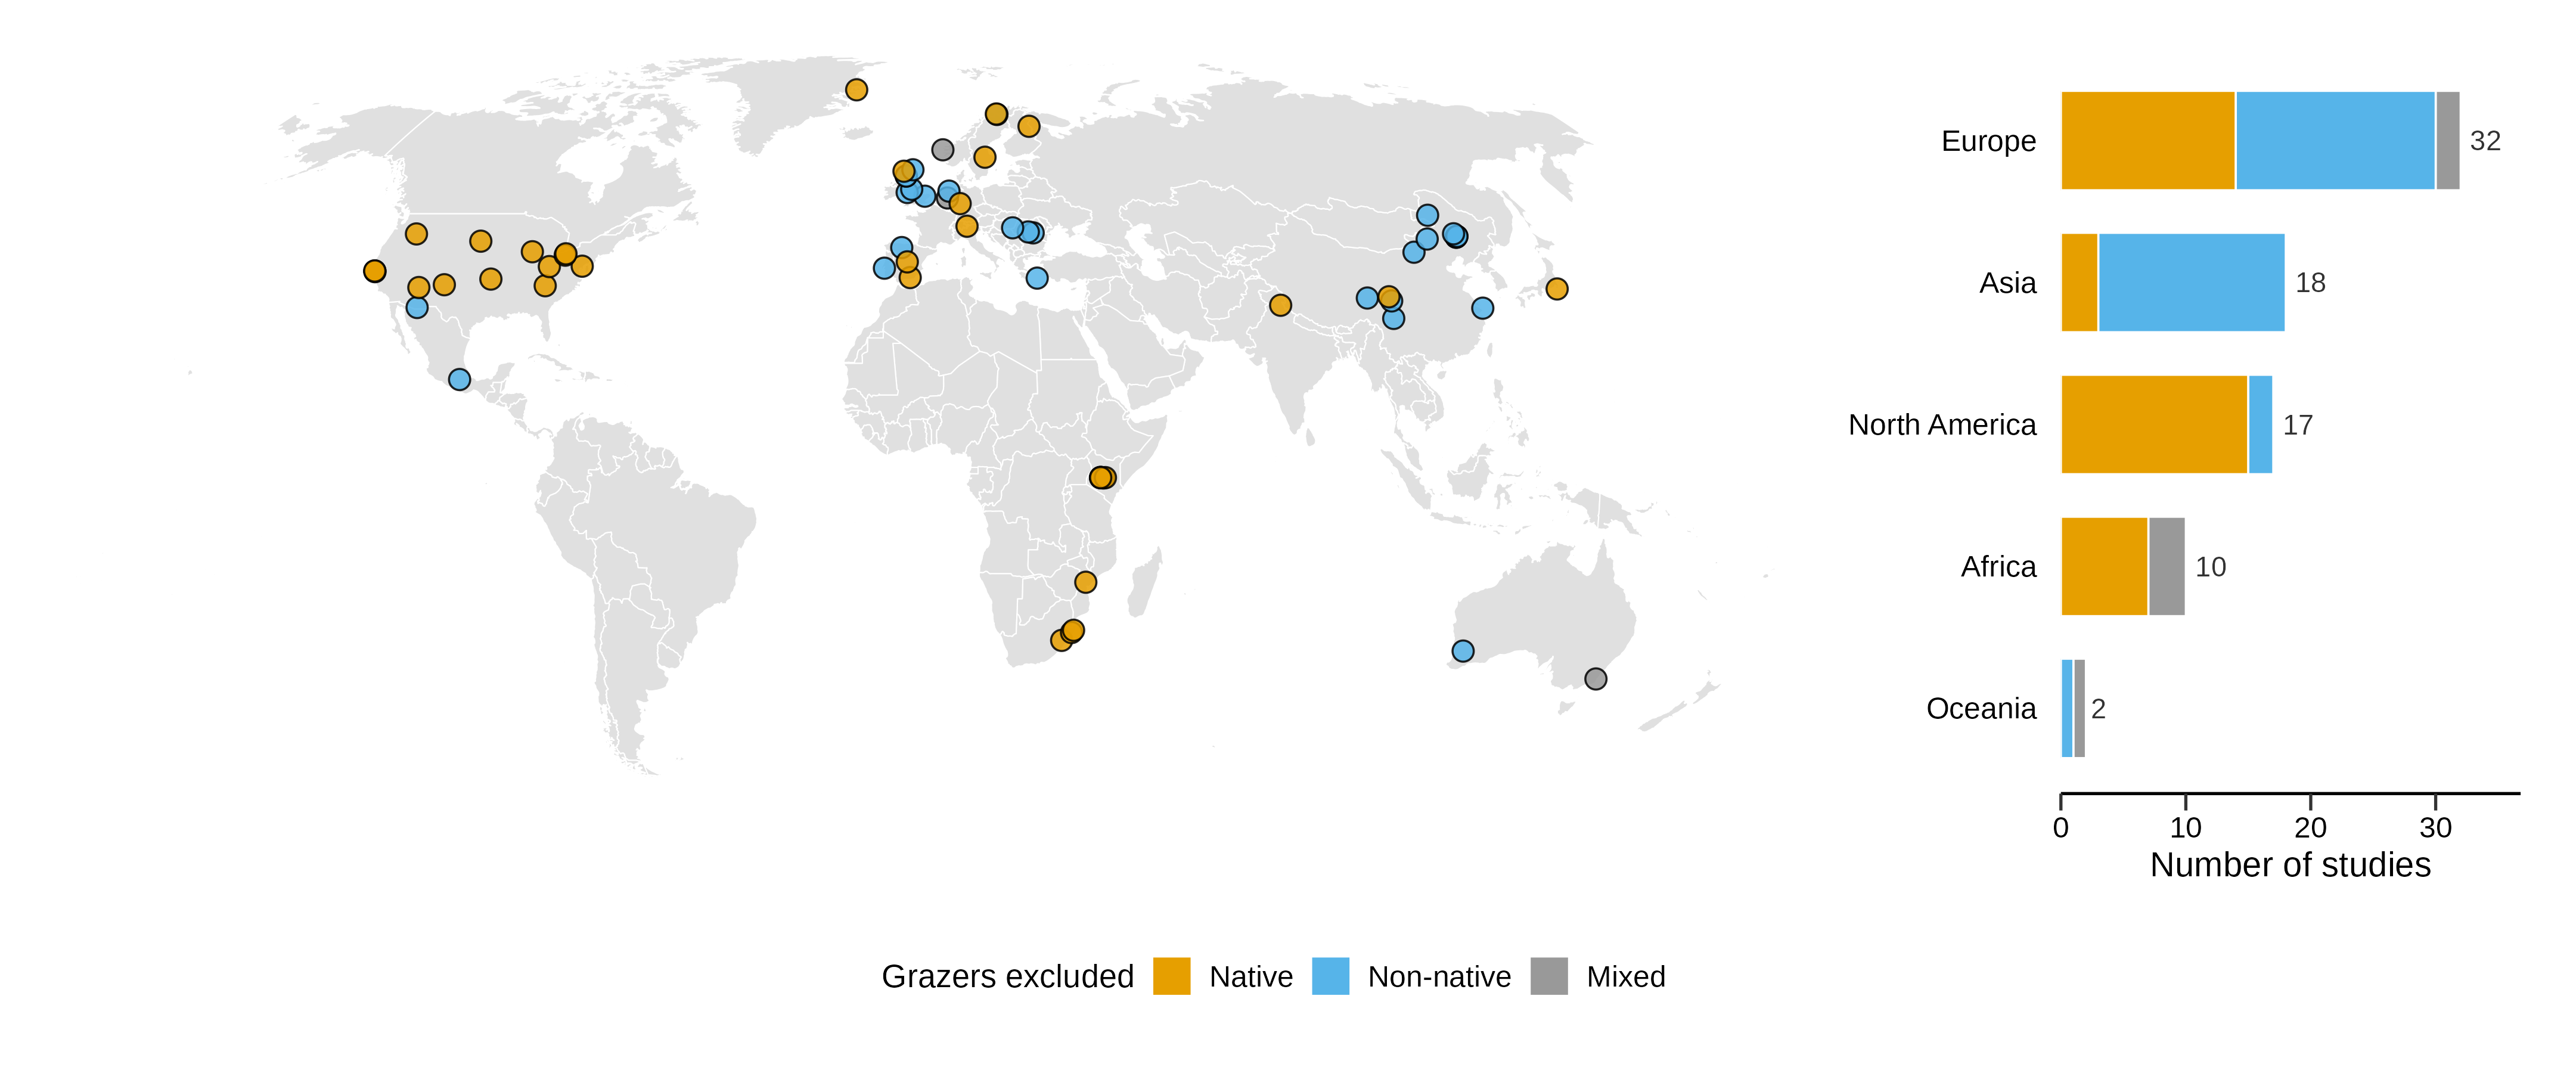 Europe 32
Asia 18
North America 17
Africa 10
Oceania 2
0 10 20 30
Number of studies
Grazers excluded Native Non-native Mixed